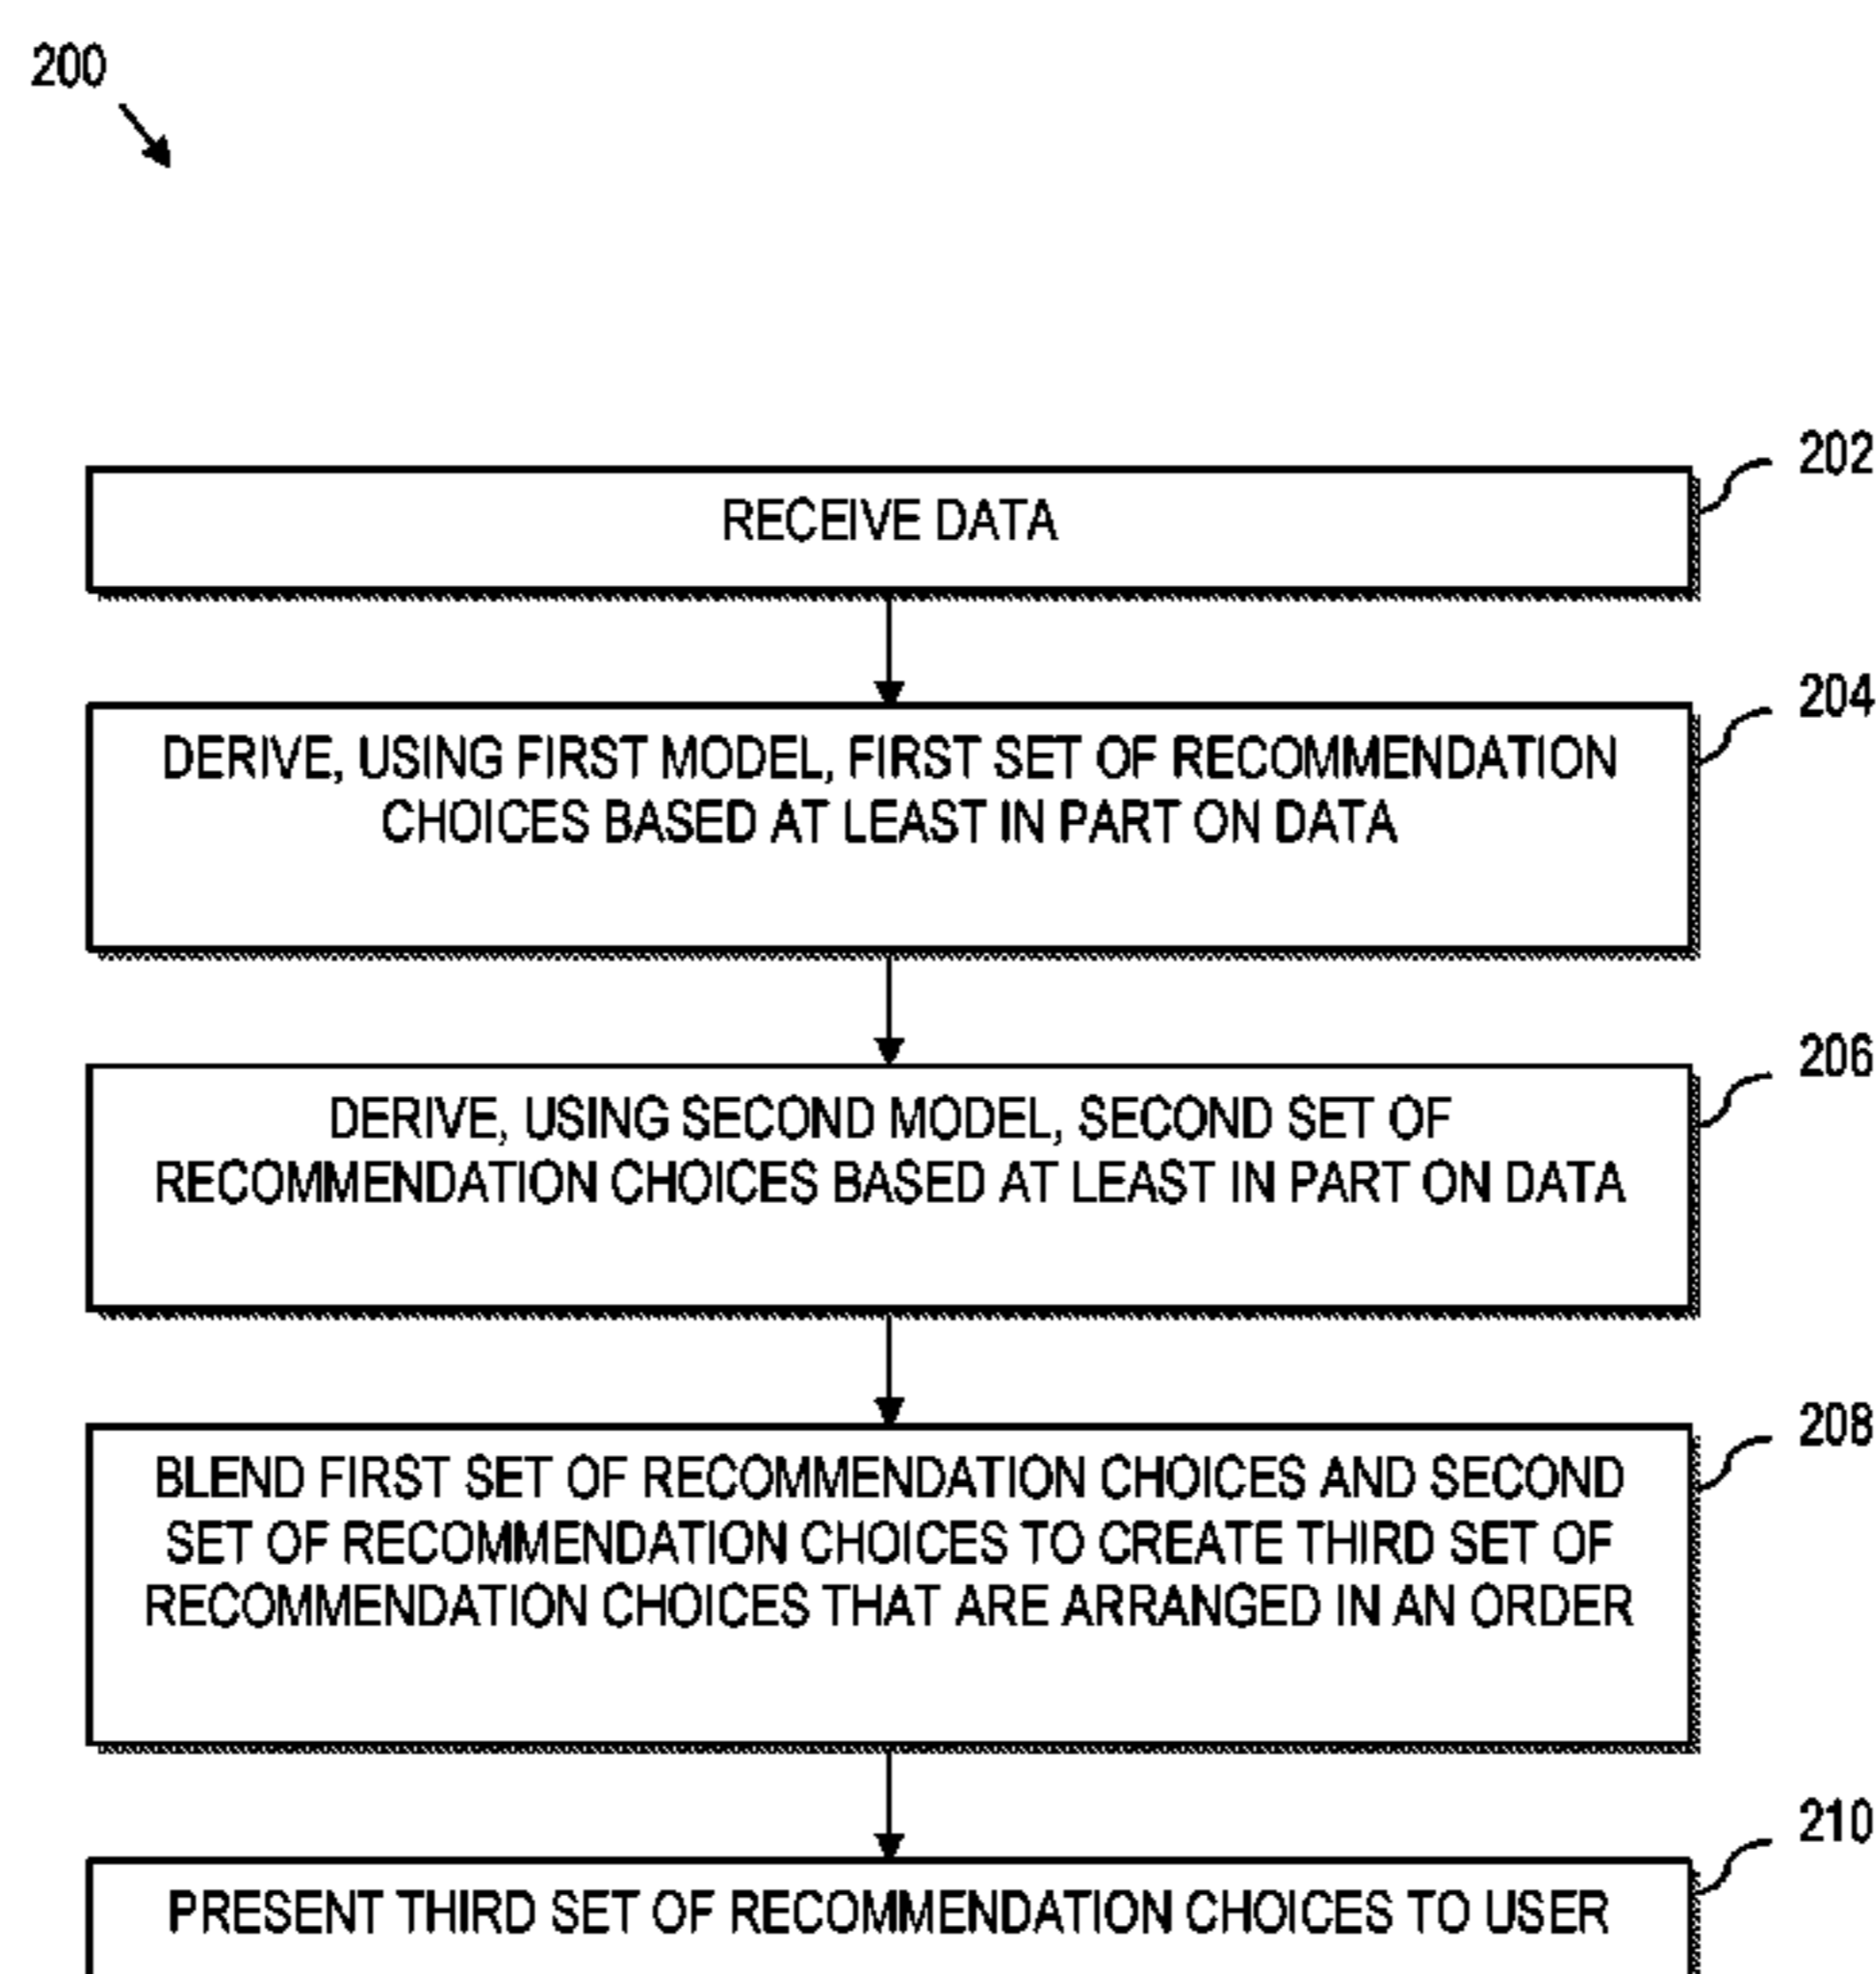 200
202
RECEIVE DATA
204
DERIVE, USING FIRST MODEL, FIRST SET OF RECOMMENDATION
CHOICES BASED AT LEAST IN PART ON DATA
206
DERIVE, USING SECOND MODEL, SECOND SET OF
RECOMMENDATION CHOICES BASED AT LEAST IN PART ON DATA
208
BLEND FIRST SET OF RECOMMENDATION CHOICES AND SECOND
SET OF RECOMMENDATION CHOICES TO CREATE THIRD SET OF
RECOMMENDATION CHOICES THAT ARE ARRANGED IN AN ORDER
210
PRESENT THIRD SET OF RECOMMENDATION CHOICES TO USER